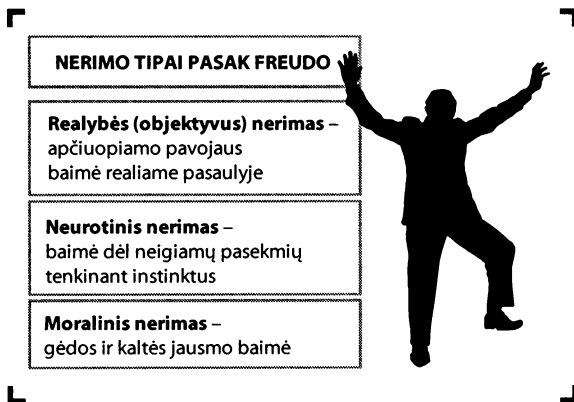 NERIMO TIPAI PASAK FREUDO
Realybės (objektyvus) nerimas –
apčiuopiamo pavojaus
baimė realiame pasaulyje
Neurotinis nerimas –
baimė dėl neigiamų pasekmių
tenkinant instinktus
Moralinis nerimas –
gėdos ir kaltės jausmo baimė